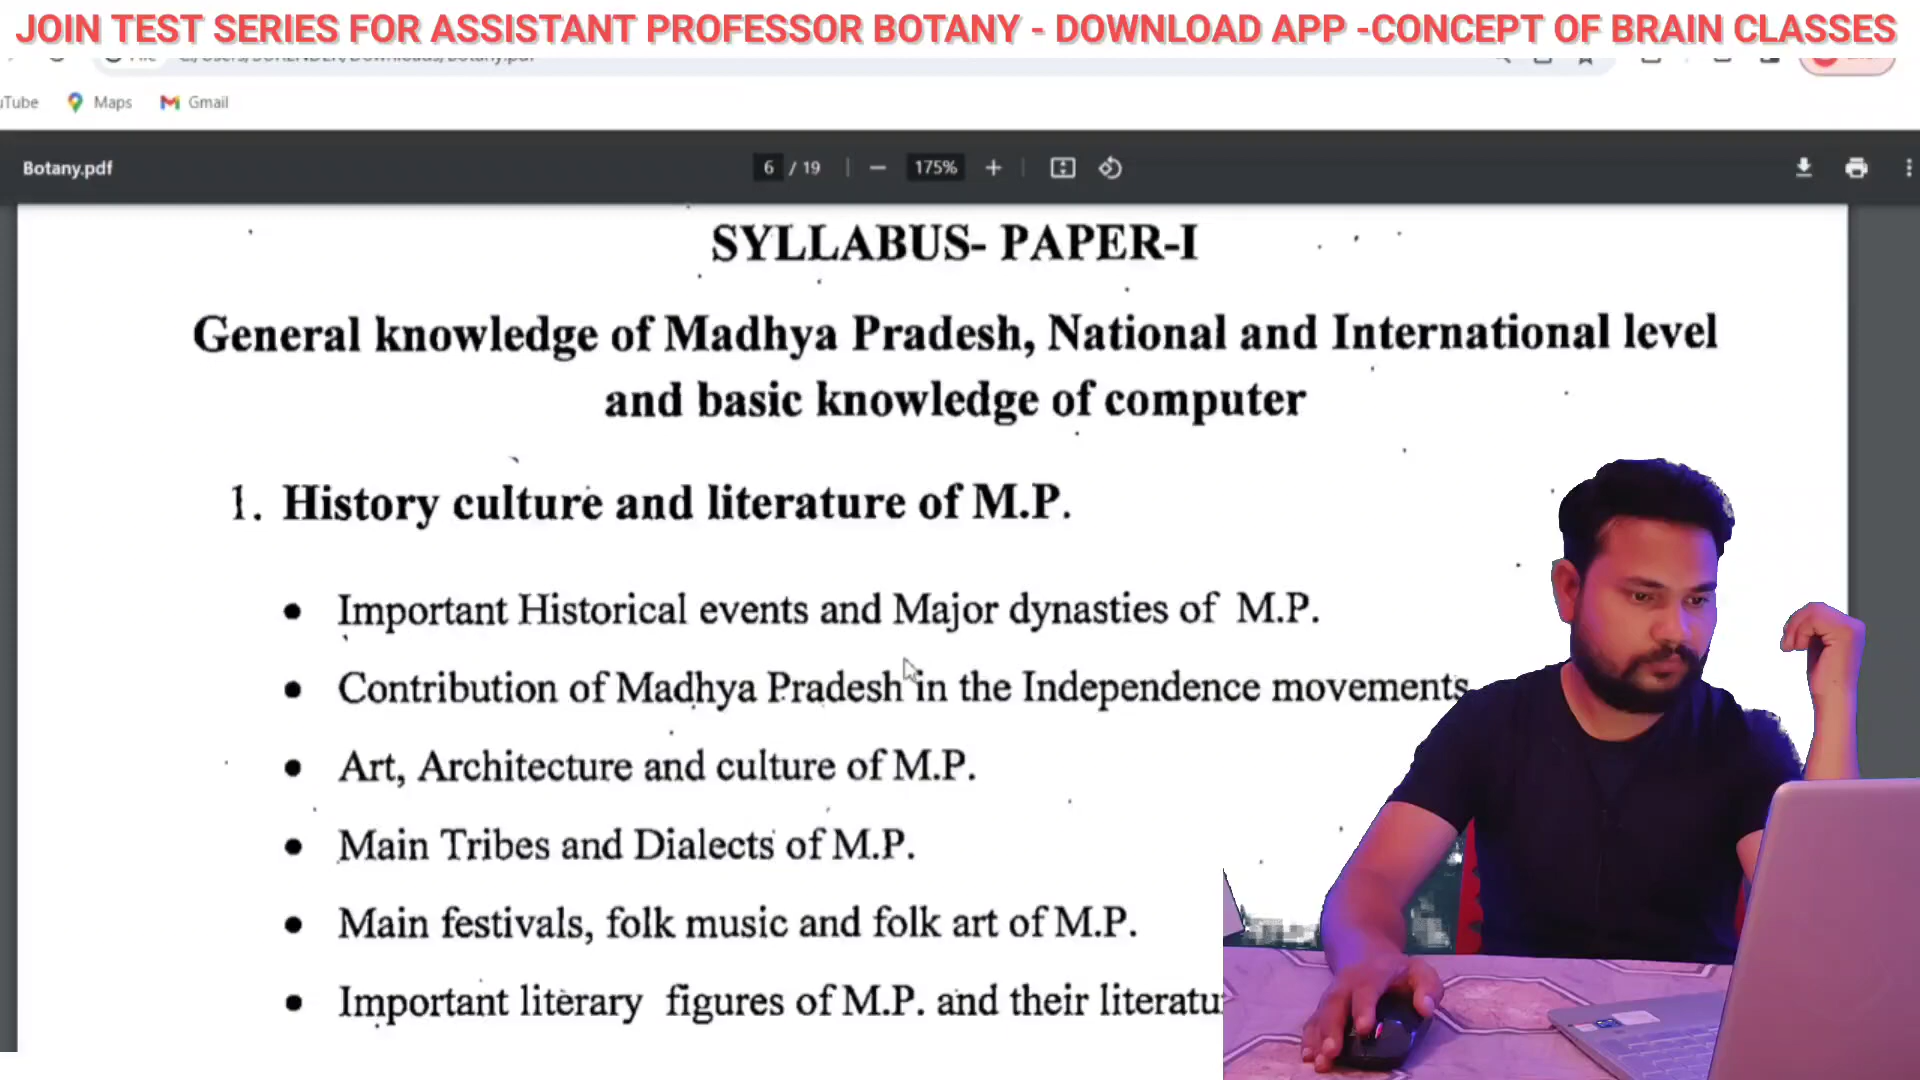 JOIN TEST SERIES FOR ASSISTANT PROFESSOR BOTANY - DOWNLOAD APP -CONCEPT OF BRAIN CLASSES
uTube Maps Gmail
Botany.pdf 6 / 19 175%
SYLLABUS- PAPER-I
General knowledge of Madhya Pradesh, National and International level
and basic knowledge of computer
1. History culture and literature of M.P.
• Important Historical events and Major dynasties of M.P.
• Contribution of Madhya Pradesh in the Independence movements
• Art, Architecture and culture of M.P.
• Main Tribes and Dialects of M.P.
• Main festivals, folk music and folk art of M.P.
• Important literary figures of M.P. and their literatu